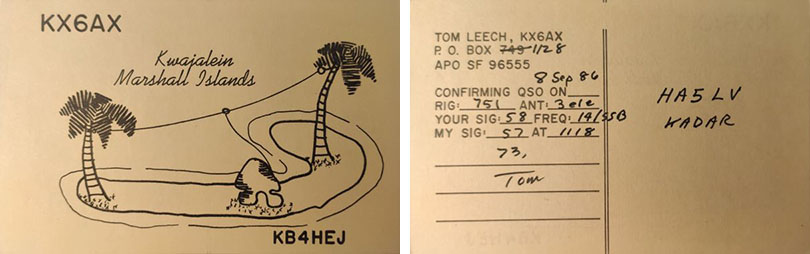 KX6AX
Kwajalein
Marshall Islands
KB4HEJ
TOM LEECH, KX6AX
P. O. BOX 749 1128
APO SF 96555
8 Sep 86
CONFIRMING QSO ON
RIG: 751 ANT: 3 ele
YOUR SIG: 58 FREQ: 14/SSB
MY SIG: 57 AT 1118
73,
Tom
HA5LV
KADAR